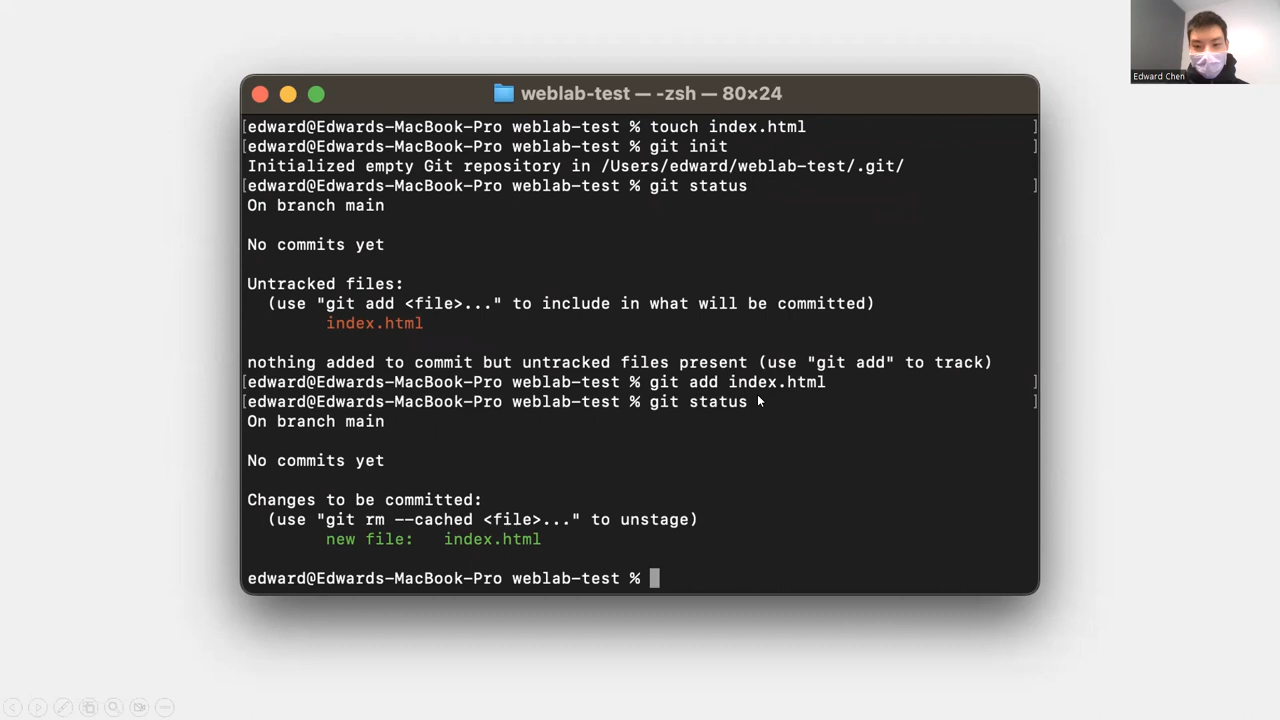 Edward Chen
weblab-test — -zsh — 80×24
[edward@Edwards-MacBook-Pro weblab-test % touch index.html ]
[edward@Edwards-MacBook-Pro weblab-test % git init ]
Initialized empty Git repository in /Users/edward/weblab-test/.git/
[edward@Edwards-MacBook-Pro weblab-test % git status ]
On branch main
No commits yet
Untracked files:
(use "git add <file>..." to include in what will be committed)
index.html
nothing added to commit but untracked files present (use "git add" to track)
[edward@Edwards-MacBook-Pro weblab-test % git add index.html ]
[edward@Edwards-MacBook-Pro weblab-test % git status ]
On branch main
No commits yet
Changes to be committed:
(use "git rm --cached <file>..." to unstage)
new file: index.html
edward@Edwards-MacBook-Pro weblab-test %